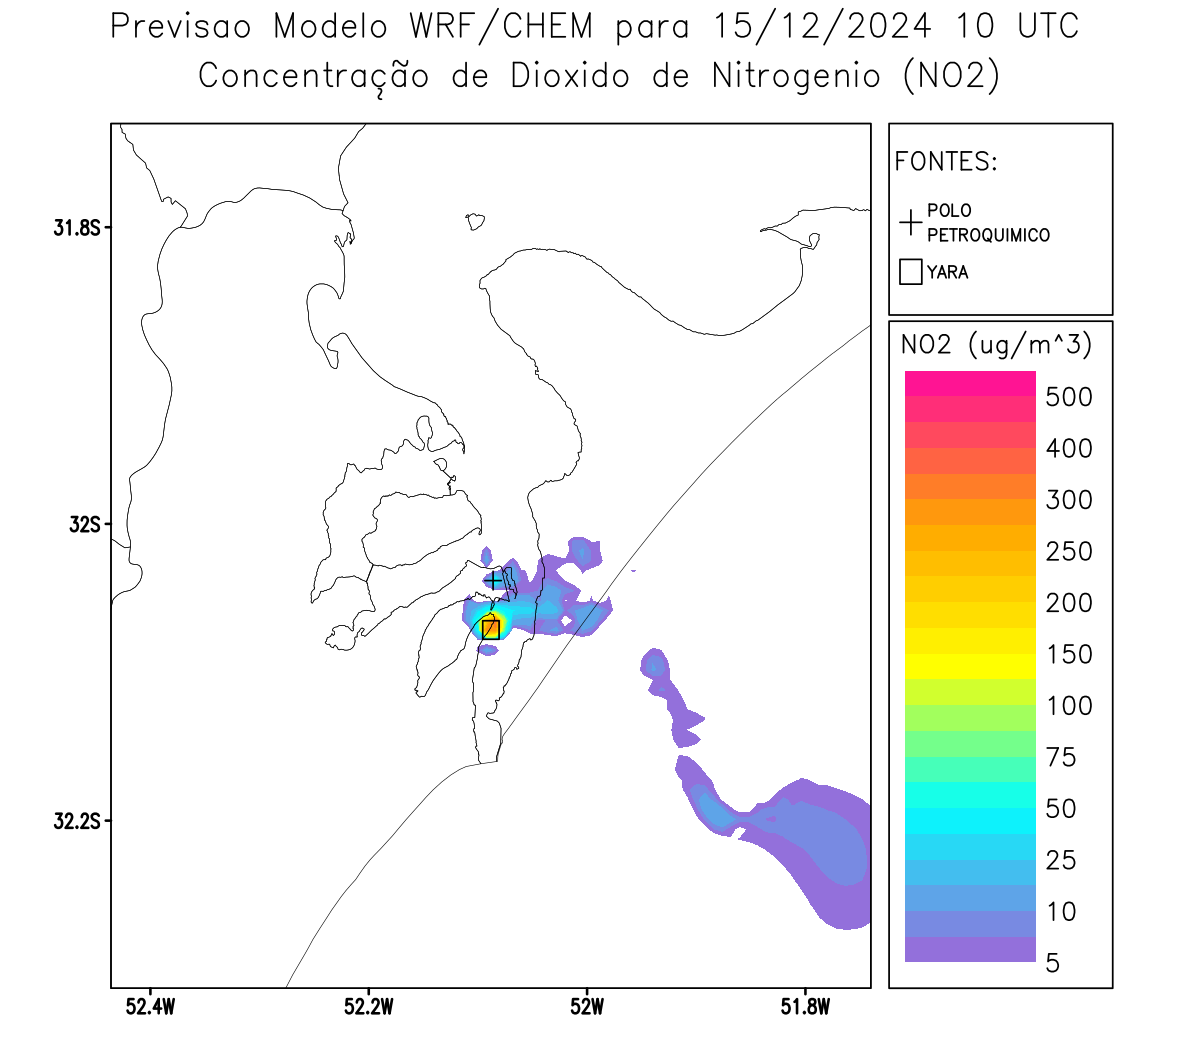 Previsao Modelo WRF/CHEM para 15/12/2024 10 UTC
Concentração de Dioxido de Nitrogenio (NO2)
FONTES:
POLO
PETROQUIMICO
YARA
NO2 (ug/m^3)
500
400
300
250
200
150
100
75
50
25
10
5
31.8S
32S
32.2S
52.4W
52.2W
52W
51.8W